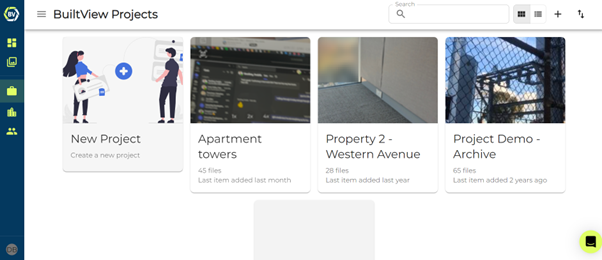 BV
BuiltView Projects
Search
New Project
Create a new project
Apartment
towers
45 files
Last item added last month
Property 2 -
Western Avenue
28 files
Last item added last year
Project Demo -
Archive
65 files
Last item added 2 years ago